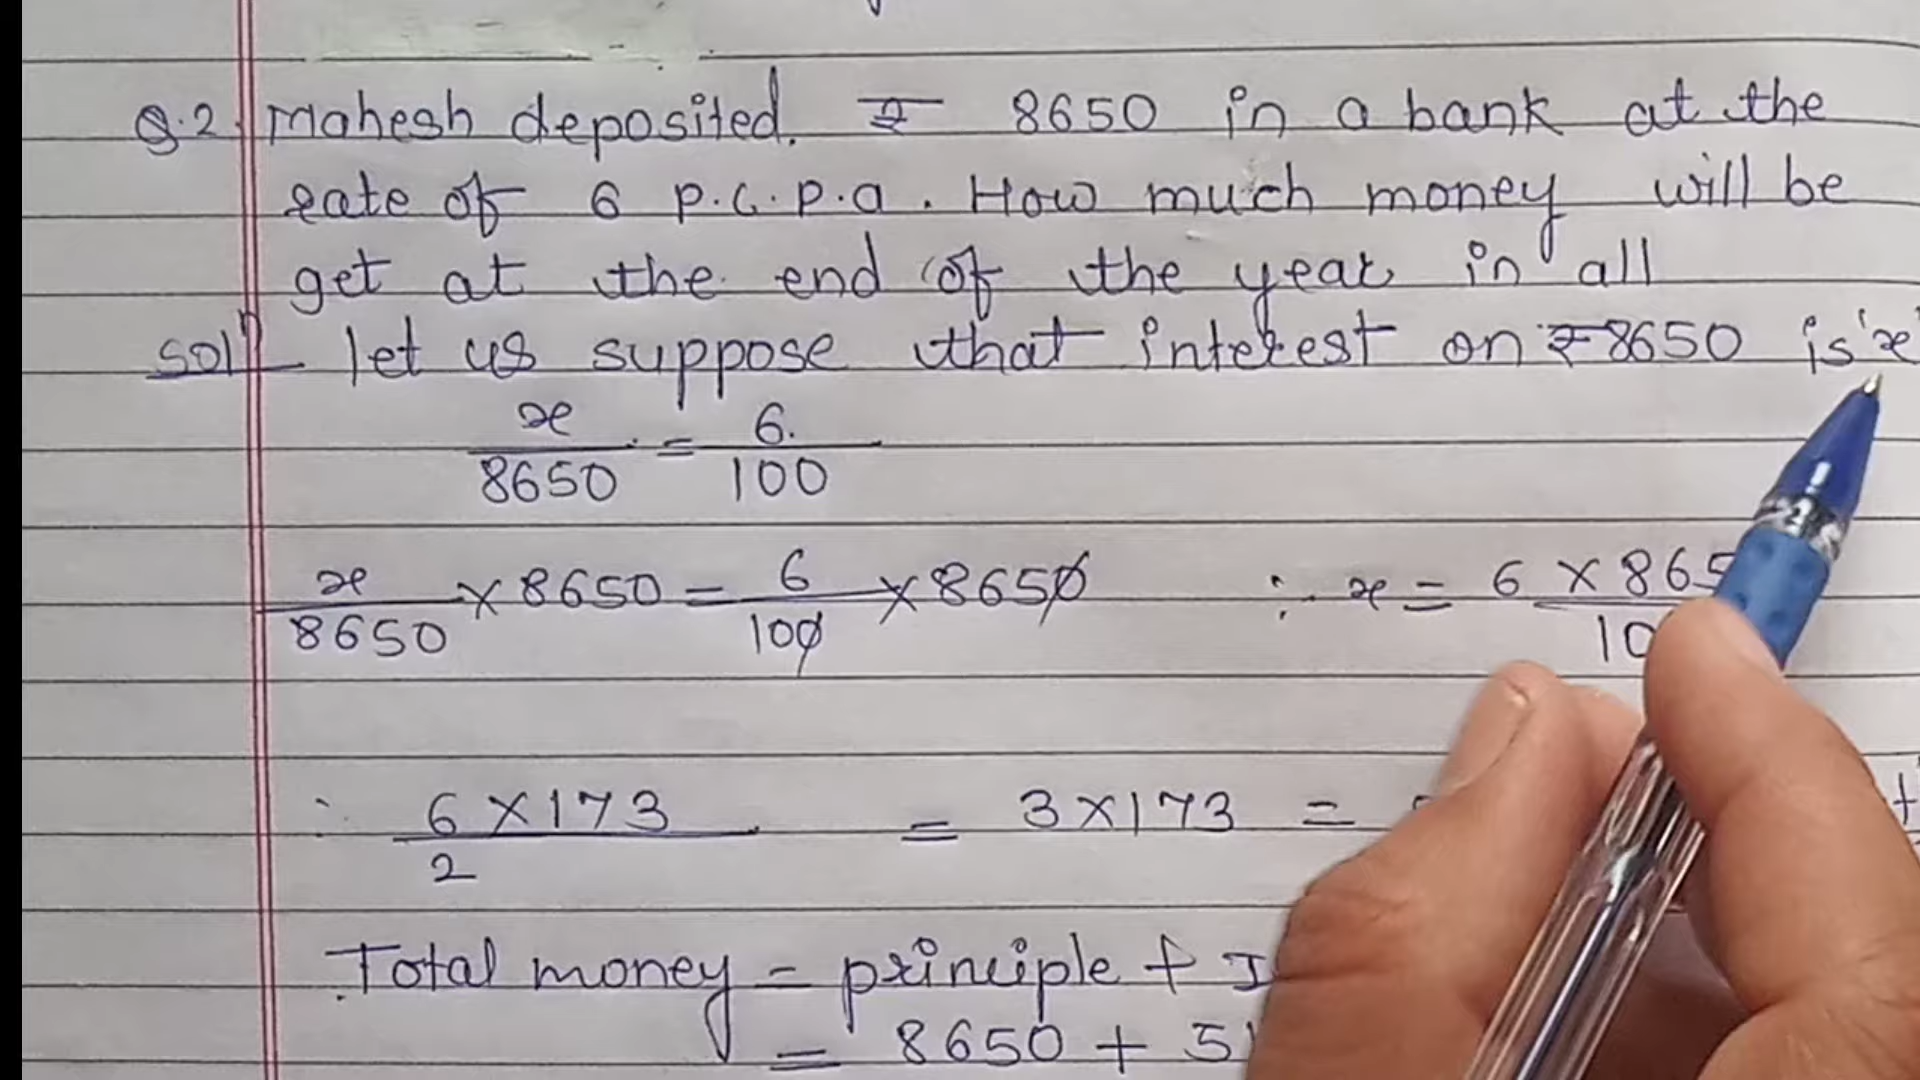 Q.2. Mahesh deposited. ₹ 8650 in a bank at the
rate of 6 p.c.p.a. How much money will be
get at the end of the year in all
Solⁿ let us suppose that interest on ₹8650 is 'x'
x/8650 = 6/100
x/8650 × 8650 = 6/100 × 8650 ∴ x = 6 × 865 / 10
∴ 6 × 173 / 2 = 3 × 173 =
Total money = principle + I
= 8650 + 51